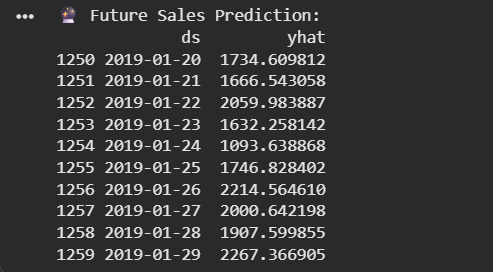 ••• 🔮 Future Sales Prediction:
ds yhat
1250 2019-01-20 1734.609812
1251 2019-01-21 1666.543058
1252 2019-01-22 2059.983887
1253 2019-01-23 1632.258142
1254 2019-01-24 1093.638868
1255 2019-01-25 1746.828402
1256 2019-01-26 2214.564610
1257 2019-01-27 2000.642198
1258 2019-01-28 1907.599855
1259 2019-01-29 2267.366905